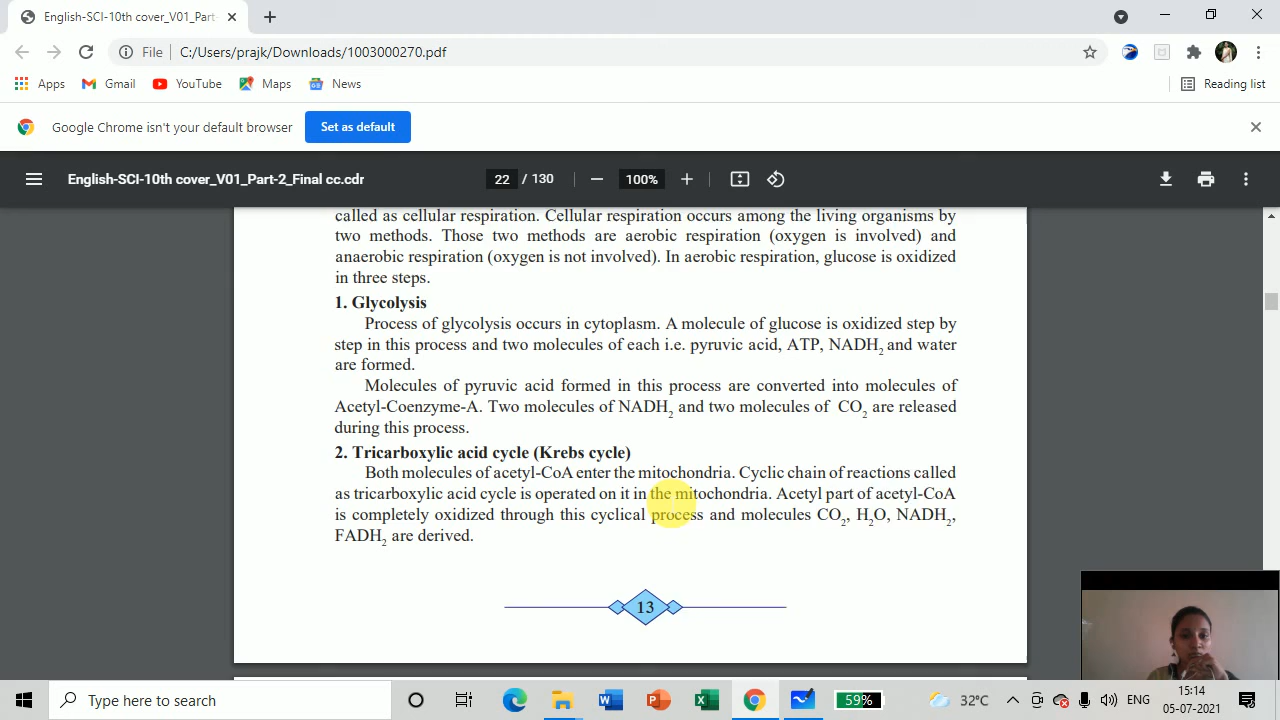 English-SCI-10th cover_V01_Part-
File
C:/Users/prajk/Downloads/1003000270.pdf
Apps
Gmail
YouTube
Maps
News
Reading list
Google Chrome isn't your default browser
Set as default
English-SCI-10th cover_V01_Part-2_Final cc.cdr
22 / 130
100%
called as cellular respiration. Cellular respiration occurs among the living organisms by
two methods. Those two methods are aerobic respiration (oxygen is involved) and
anaerobic respiration (oxygen is not involved). In aerobic respiration, glucose is oxidized
in three steps.
1. Glycolysis
Process of glycolysis occurs in cytoplasm. A molecule of glucose is oxidized step by
step in this process and two molecules of each i.e. pyruvic acid, ATP, NADH2 and water
are formed.
Molecules of pyruvic acid formed in this process are converted into molecules of
Acetyl-Coenzyme-A. Two molecules of NADH2 and two molecules of CO2 are released
during this process.
2. Tricarboxylic acid cycle (Krebs cycle)
Both molecules of acetyl-CoA enter the mitochondria. Cyclic chain of reactions called
as tricarboxylic acid cycle is operated on it in the mitochondria. Acetyl part of acetyl-CoA
is completely oxidized through this cyclical process and molecules CO2, H2O, NADH2,
FADH2 are derived.
13
Type here to search
59%
32°C
ENG
15:14
05-07-2021